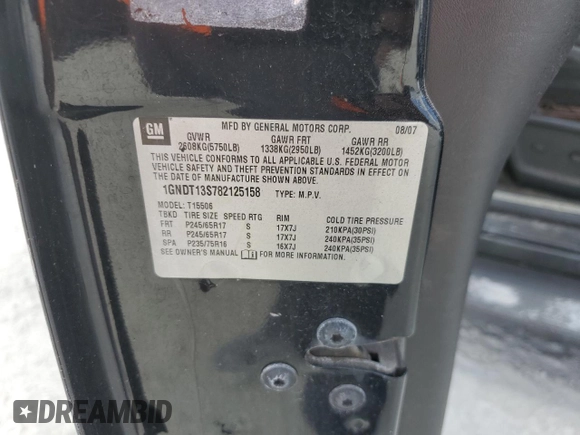 GM
MFD BY GENERAL MOTORS CORP. 08/07
GVWR GAWR FRT GAWR RR
2608KG(5750LB) 1338KG(2950LB) 1452KG(3200LB)
THIS VEHICLE CONFORMS TO ALL APPLICABLE U.S. FEDERAL MOTOR
VEHICLE SAFETY AND THEFT PREVENTION STANDARDS IN EFFECT ON
THE DATE OF MANUFACTURE SHOWN ABOVE.
1GNDT13S782125158 TYPE: M.P.V.
MODEL: T15506
TBKD TIRE SIZE SPEED RTG RIM COLD TIRE PRESSURE
FRT P245/65R17 S 17X7J 210KPA(30PSI)
RR P245/65R17 S 17X7J 240KPA(35PSI)
SPA P235/75R16 S 16X7J 240KPA(35PSI)
SEE OWNER'S MANUAL FOR MORE INFORMATION.
DREAMBID